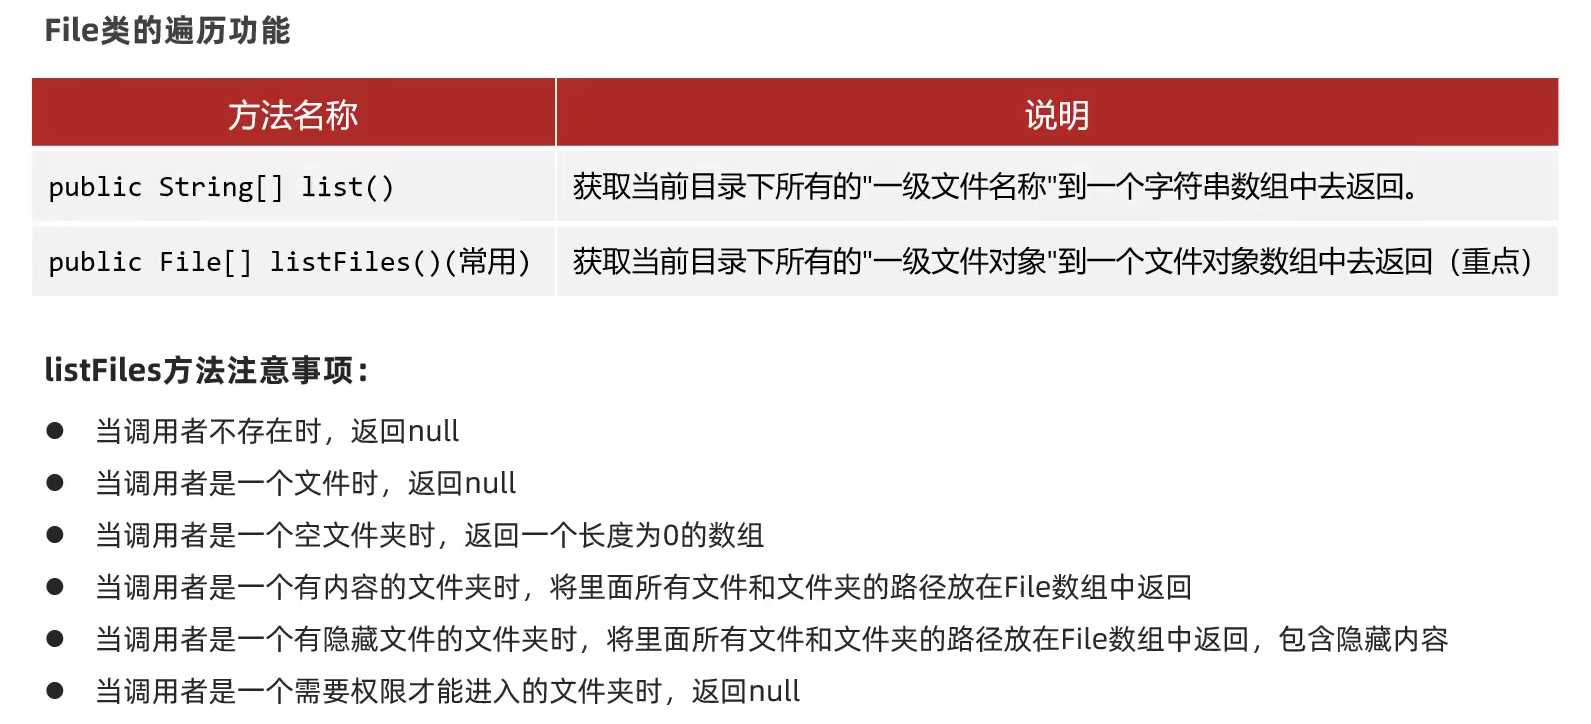 File类的遍历功能
方法名称 说明
public String[] list() 获取当前目录下所有的"一级文件名称"到一个字符串数组中去返回。
public File[] listFiles()(常用) 获取当前目录下所有的"一级文件对象"到一个文件对象数组中去返回（重点）
listFiles方法注意事项：
● 当调用者不存在时，返回null
● 当调用者是一个文件时，返回null
● 当调用者是一个空文件夹时，返回一个长度为0的数组
● 当调用者是一个有内容的文件夹时，将里面所有文件和文件夹的路径放在File数组中返回
● 当调用者是一个有隐藏文件的文件夹时，将里面所有文件和文件夹的路径放在File数组中返回，包含隐藏内容
● 当调用者是一个需要权限才能进入的文件夹时，返回null